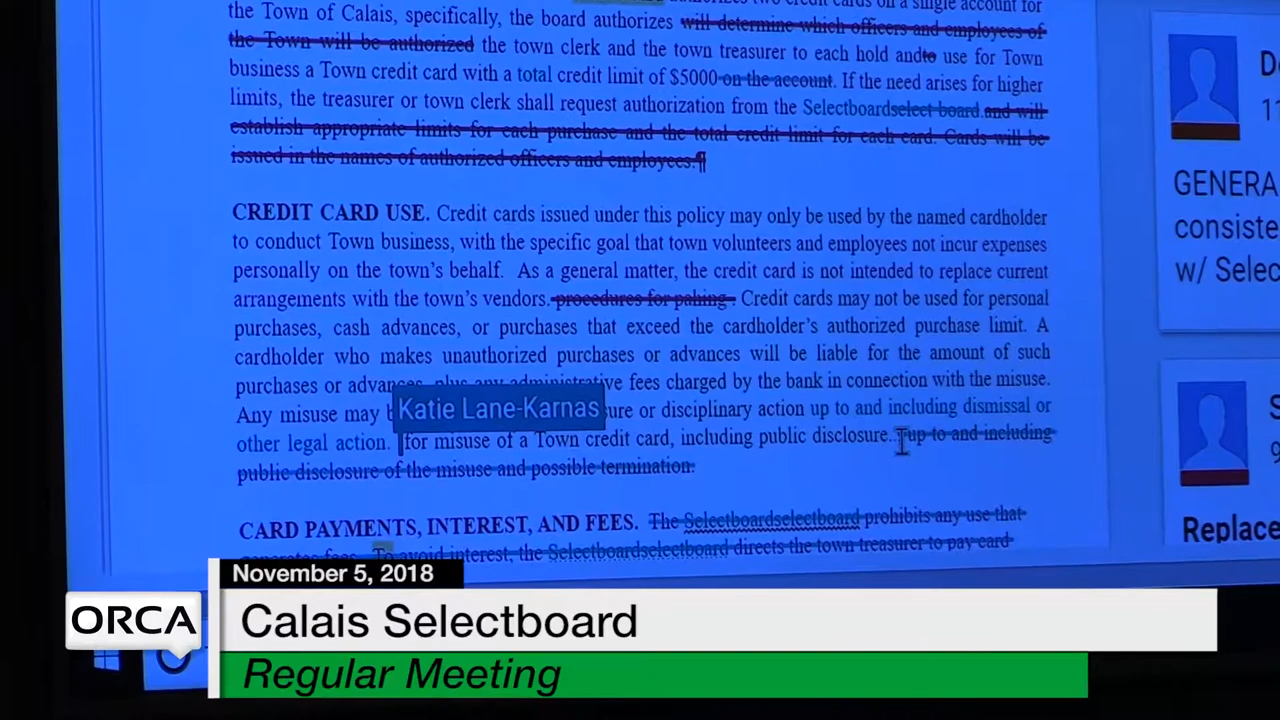 the Town of Calais, specifically, the board authorizes will determine which officers and employees of
the Town will be authorized the town clerk and the town treasurer to each hold andto use for Town
business a Town credit card with a total credit limit of $5000 on the account. If the need arises for higher
limits, the treasurer or town clerk shall request authorization from the Selectboardselect board and will
establish appropriate limits for each purchase and the total credit limit for each card. Cards will be
issued in the names of authorized officers and employees.¶
CREDIT CARD USE. Credit cards issued under this policy may only be used by the named cardholder
to conduct Town business, with the specific goal that town volunteers and employees not incur expenses
personally on the town's behalf. As a general matter, the credit card is not intended to replace current
arrangements with the town's vendors. procedures for pahing . Credit cards may not be used for personal
purchases, cash advances, or purchases that exceed the cardholder's authorized purchase limit. A
cardholder who makes unauthorized purchases or advances will be liable for the amount of such
purchases or advances, plus any administrative fees charged by the bank in connection with the misuse.
Any misuse may ure or disciplinary action up to and including dismissal or
Katie Lane-Karnas
other legal action. for misuse of a Town credit card, including public disclosure. up to and including
public disclosure of the misuse and possible termination.
CARD PAYMENTS, INTEREST, AND FEES. The Selectboardselectboard prohibits any use that
generates fees. To avoid interest, the Selectboardselectboard directs the town treasurer to pay card
GENERA
consiste
w/ Selec
Replace
November 5, 2018
ORCA
Calais Selectboard
Regular Meeting